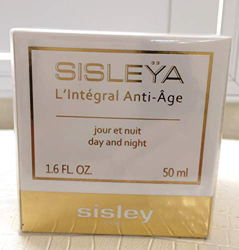 SISLEŸA
L'Intégral Anti-Âge
jour et nuit
day and night
1.6 FL. OZ. 50 ml
sisley